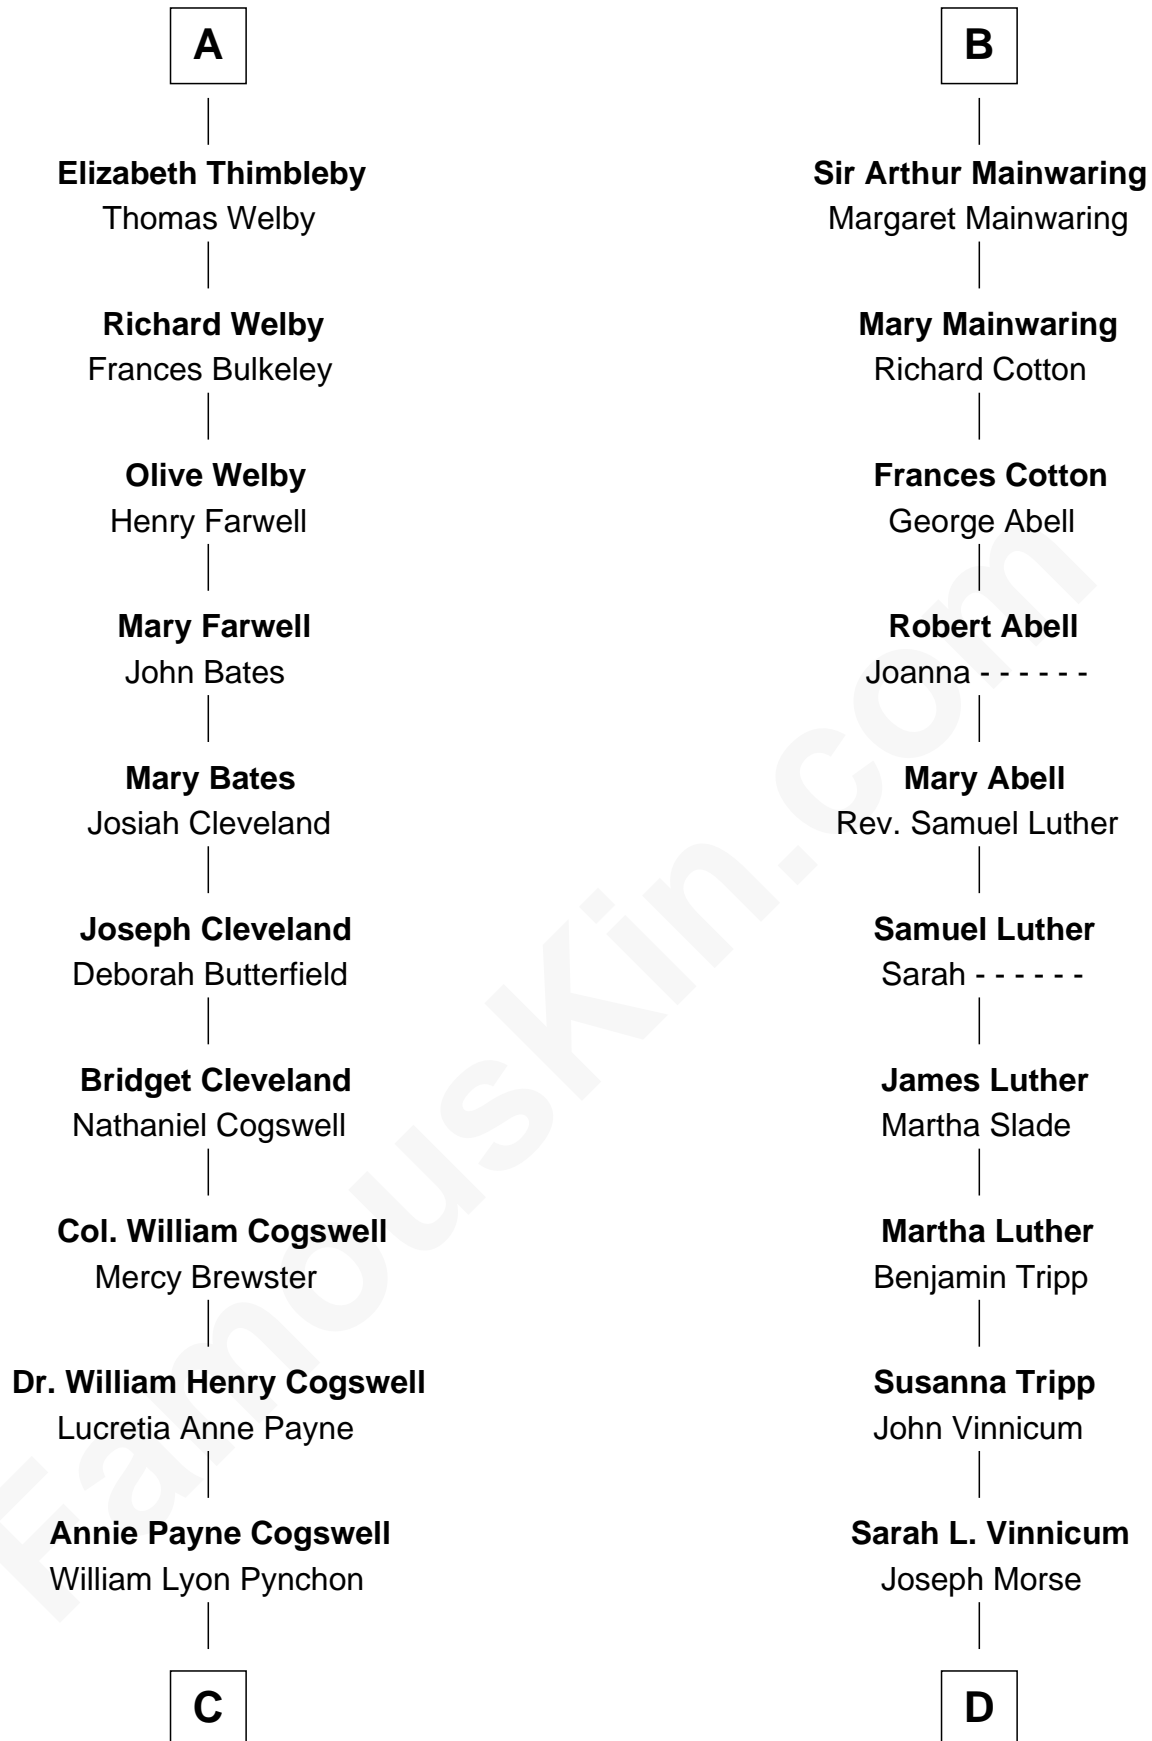 A
Elizabeth Thimbleby
Thomas Welby
Richard Welby
Frances Bulkeley
Olive Welby
Henry Farwell
Mary Farwell
John Bates
Mary Bates
Josiah Cleveland
Joseph Cleveland
Deborah Butterfield
Bridget Cleveland
Nathaniel Cogswell
Col. William Cogswell
Mercy Brewster
Dr. William Henry Cogswell
Lucretia Anne Payne
Annie Payne Cogswell
William Lyon Pynchon
C
B
Sir Arthur Mainwaring
Margaret Mainwaring
Mary Mainwaring
Richard Cotton
Frances Cotton
George Abell
Robert Abell
Joanna - - - - - -
Mary Abell
Rev. Samuel Luther
Samuel Luther
Sarah - - - - - -
James Luther
Martha Slade
Martha Luther
Benjamin Tripp
Susanna Tripp
John Vinnicum
Sarah L. Vinnicum
Joseph Morse
D
FamousKin.com